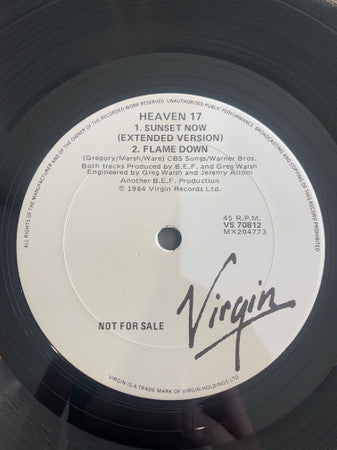 ALL RIGHTS OF THE MANUFACTURER AND OF THE OWNER OF THE RECORDED WORK RESERVED. UNAUTHORISED PUBLIC PERFORMANCE, BROADCASTING AND COPYING OF THIS RECORD PROHIBITED
HEAVEN 17
1. SUNSET NOW
(EXTENDED VERSION)
2. FLAME DOWN
(Gregory/Marsh/Ware) CBS Songs/Warner Bros.
Both tracks Produced by B.E.F. and Greg Walsh
Engineered by Greg Walsh and Jeremy Allom
Another B.E.F. Production
℗ 1984 Virgin Records Ltd.
45 R.P.M.
VS 70812
MX204773
NOT FOR SALE
Virgin
VIRGIN IS A TRADE MARK OF VIRGIN HOLDINGS LTD